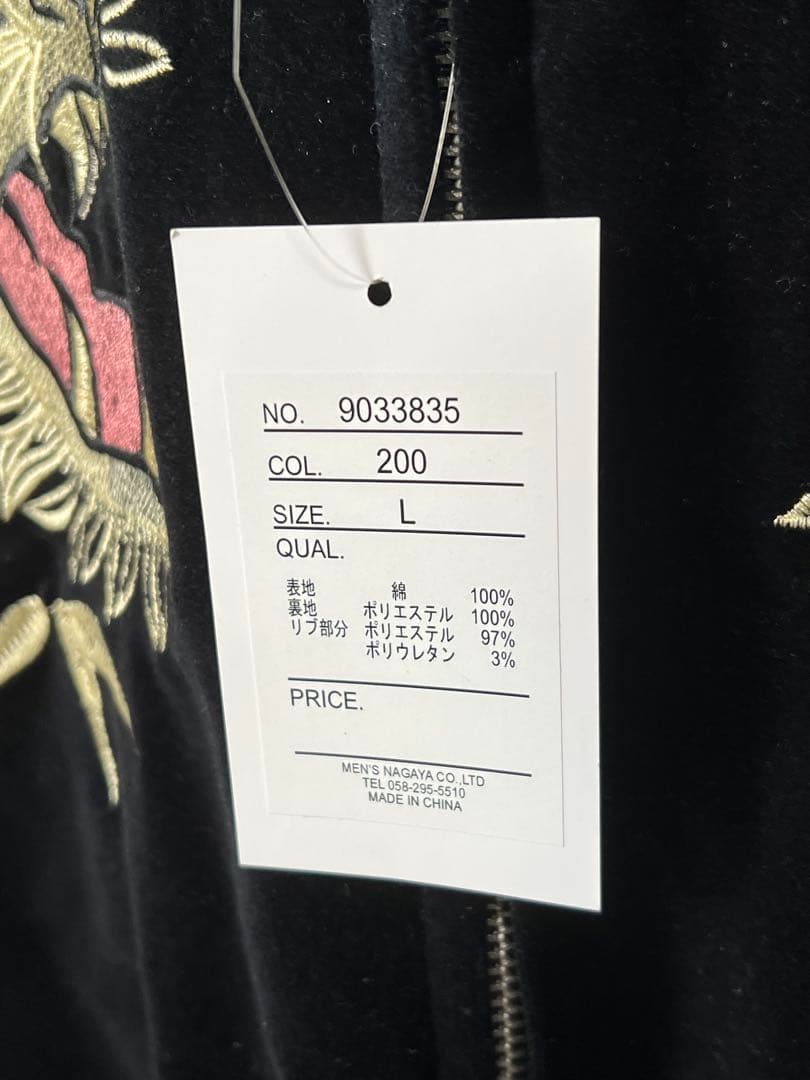 NO. 9033835
COL. 200
SIZE. L
QUAL.
表地 綿 100%
裏地 ポリエステル 100%
リブ部分 ポリエステル 97%
ポリウレタン 3%
PRICE.
MEN'S NAGAYA CO.,LTD
TEL 058-295-5510
MADE IN CHINA